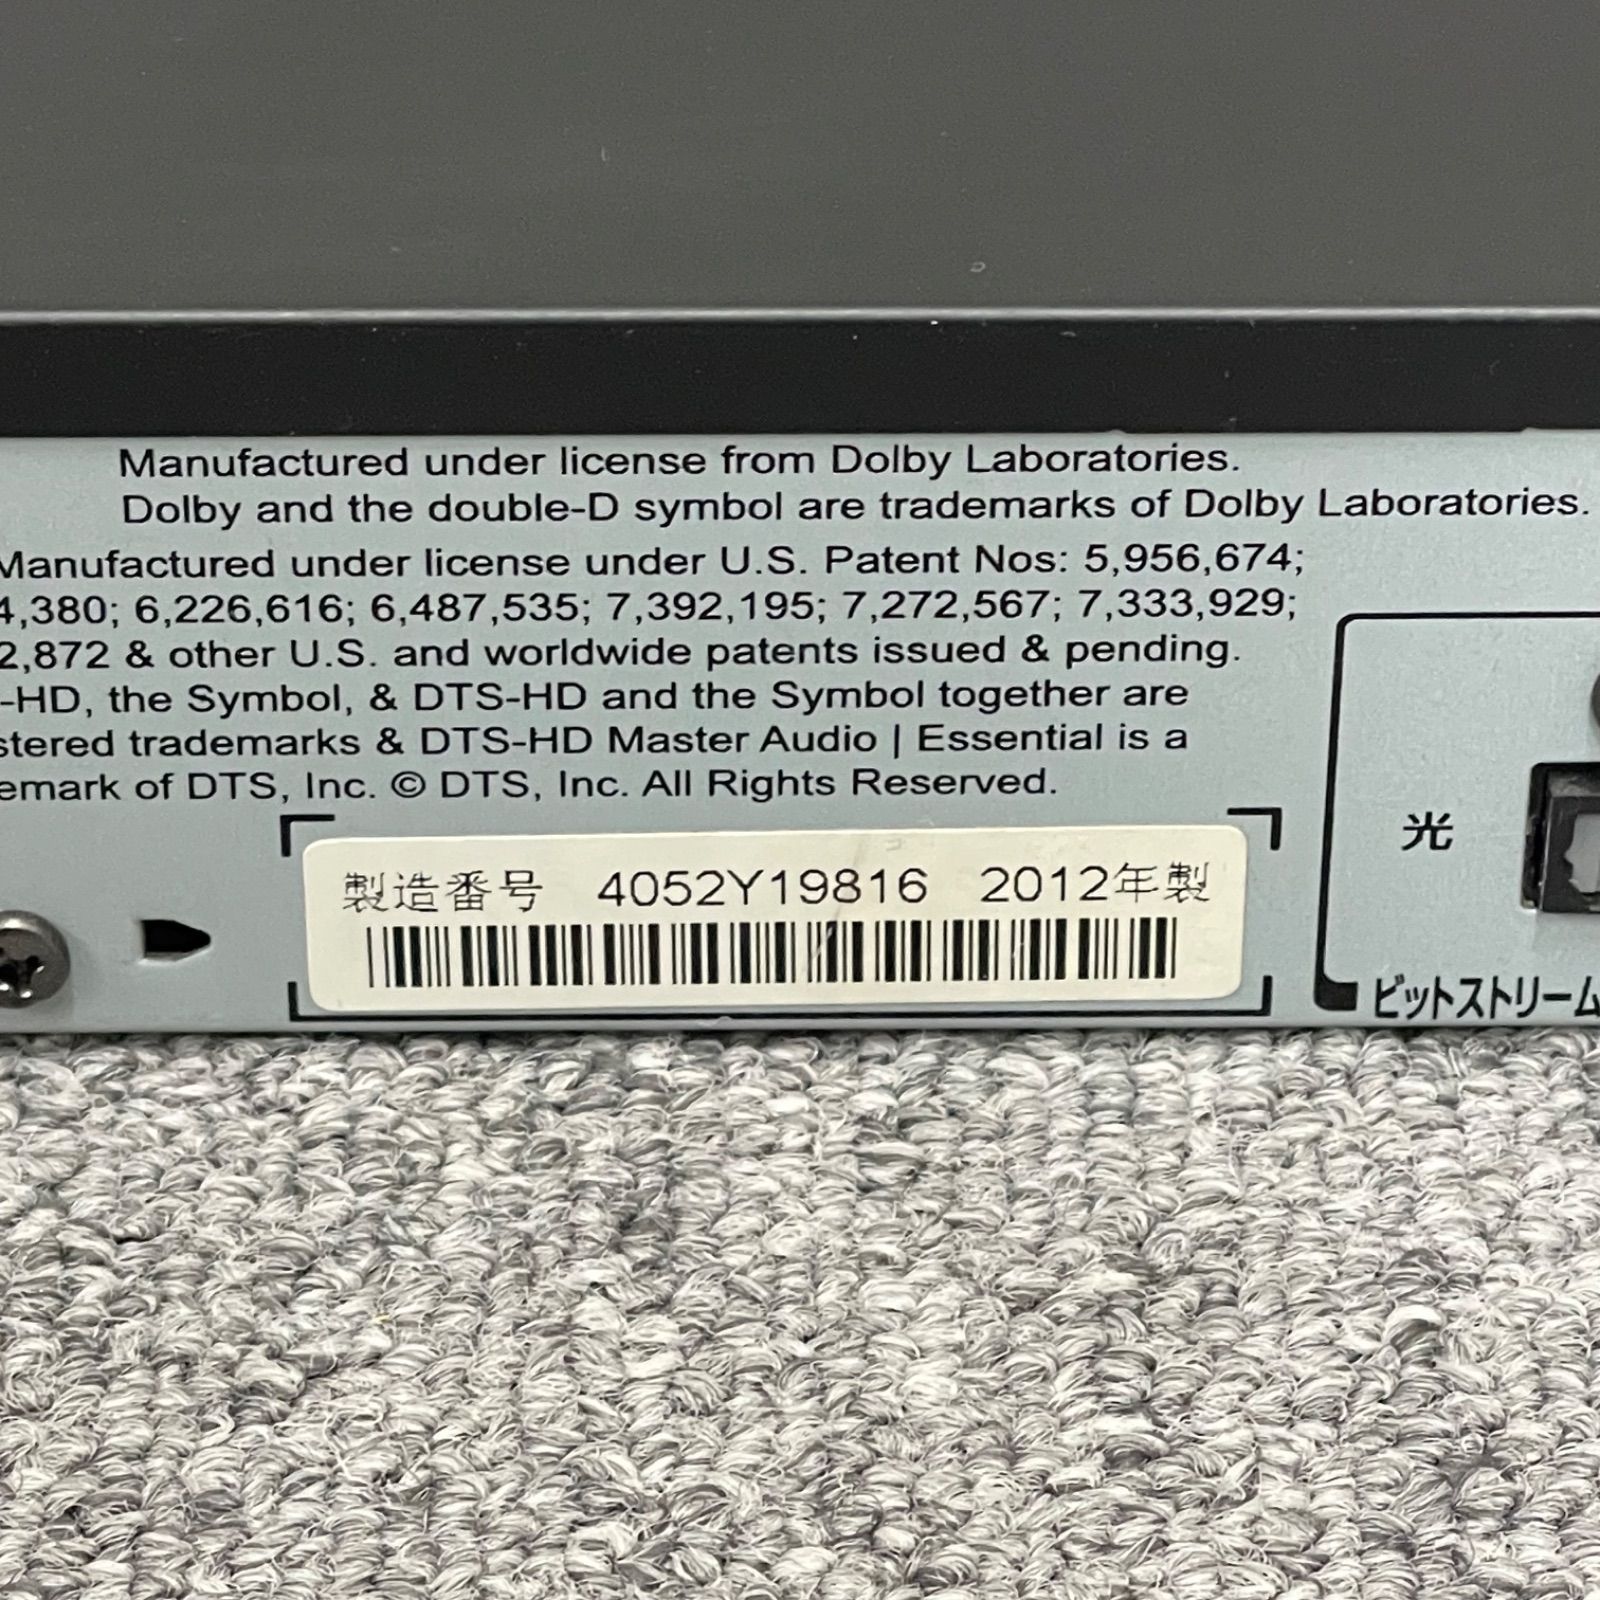 Manufactured under license from Dolby Laboratories.
Dolby and the double-D symbol are trademarks of Dolby Laboratories.
Manufactured under license under U.S. Patent Nos: 5,956,674;
4,380; 6,226,616; 6,487,535; 7,392,195; 7,272,567; 7,333,929;
2,872 & other U.S. and worldwide patents issued & pending.
-HD, the Symbol, & DTS-HD and the Symbol together are
stered trademarks & DTS-HD Master Audio | Essential is a
emark of DTS, Inc. © DTS, Inc. All Rights Reserved.
製造番号 4052Y19816 2012年製
光
ビットストリーム